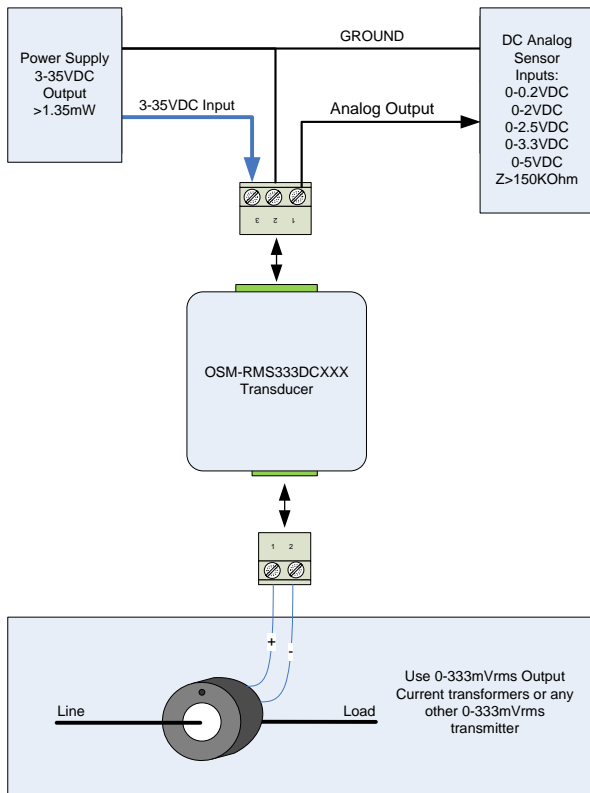 Power Supply
3-35VDC
Output
>1.35mW
GROUND
3-35VDC Input
Analog Output
DC Analog
Sensor
Inputs:
0-0.2VDC
0-2VDC
0-2.5VDC
0-3.3VDC
0-5VDC
Z>150KOhm
3 2 1
OSM-RMS333DCXXX
Transducer
1 2
+ -
Line
Load
Use 0-333mVrms Output
Current transformers or any
other 0-333mVrms
transmitter